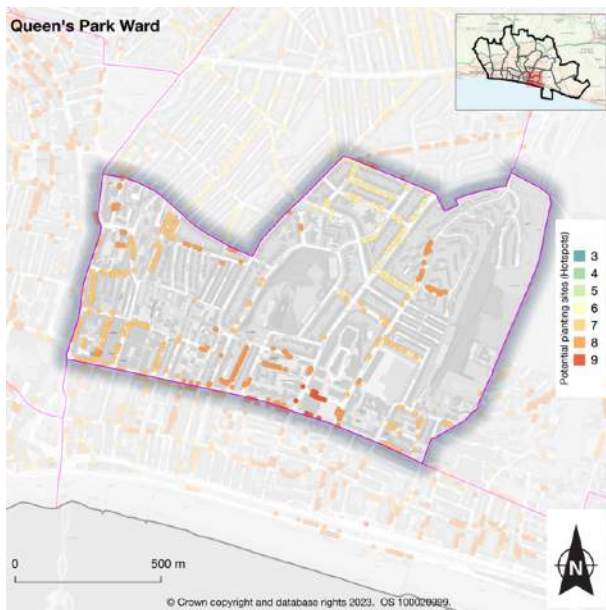 Queen's Park Ward
Potential planting sites (Hotspots)
3
4
5
6
7
8
9
0 500 m
N
© Crown copyright and database rights 2023. OS 100020999.